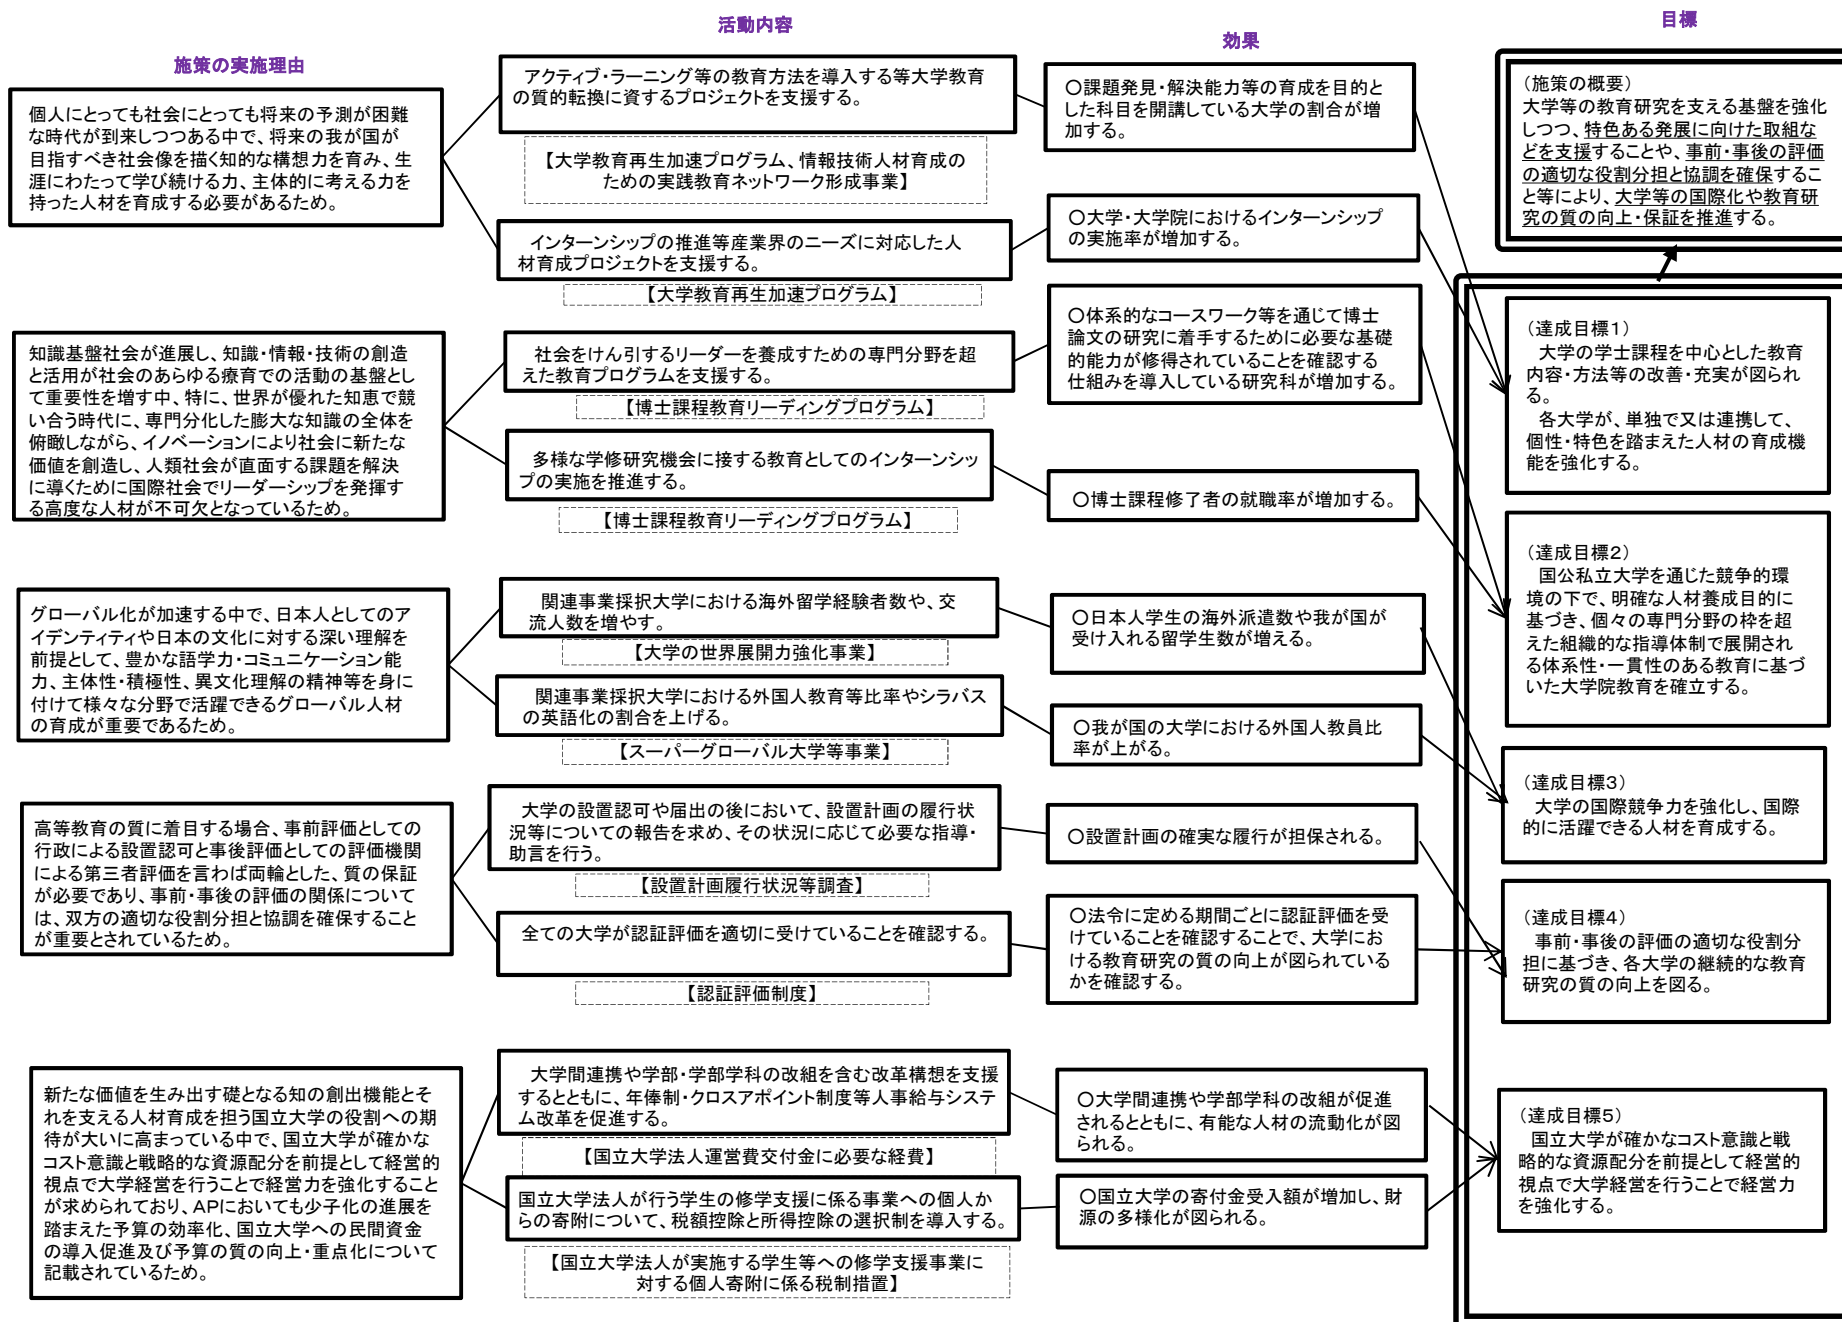 施策の実施理由
個人にとっても社会にとっても将来の予測が困難
な時代が到来しつつある中で、将来の我が国が
目指すべき社会像を描く知的な構想力を育み、生
涯にわたって学び続ける力、主体的に考える力を
持った人材を育成する必要があるため。
知識基盤社会が進展し、知識・情報・技術の創造
と活用が社会のあらゆる療育での活動の基盤とし
て重要性を増す中、特に、世界が優れた知恵で競
い合う時代に、専門分化した膨大な知識の全体を
俯瞰しながら、イノベーションにより社会に新たな
価値を創造し、人類社会が直面する課題を解決
に導くために国際社会でリーダーシップを発揮す
る高度な人材が不可欠となっているため。
グローバル化が加速する中で、日本人としてのア
イデンティティや日本の文化に対する深い理解を
前提として、豊かな語学力・コミュニケーション能
力、主体性・積極性、異文化理解の精神等を身に
付けて様々な分野で活躍できるグローバル人材
の育成が重要であるため。
高等教育の質に着目する場合、事前評価としての
行政による設置認可と事後評価としての評価機関
による第三者評価を言わば両輪とした、質の保証
が必要であり、事前・事後の評価の関係について
は、双方の適切な役割分担と協調を確保すること
が重要とされているため。
新たな価値を生み出す礎となる知の創出機能とそ
れを支える人材育成を担う国立大学の役割への期
待が大いに高まっている中で、国立大学が確かな
コスト意識と戦略的な資源配分を前提として経営的
視点で大学経営を行うことで経営力を強化すること
が求められており、APにおいても少子化の進展を
踏まえた予算の効率化、国立大学への民間資金
の導入促進及び予算の質の向上・重点化について
記載されているため。
活動内容
アクティブ・ラーニング等の教育方法を導入する等大学教育
の質的転換に資するプロジェクトを支援する。
【大学教育再生加速プログラム、情報技術人材育成の
ための実践教育ネットワーク形成事業】
インターンシップの推進等産業界のニーズに対応した人
材育成プロジェクトを支援する。
【大学教育再生加速プログラム】
社会をけん引するリーダーを養成すための専門分野を超
えた教育プログラムを支援する。
【博士課程教育リーディングプログラム】
多様な学修研究機会に接する教育としてのインターンシッ
プの実施を推進する。
【博士課程教育リーディングプログラム】
関連事業採択大学における海外留学経験者数や、交
流人数を増やす。
【大学の世界展開力強化事業】
関連事業採択大学における外国人教育等比率やシラバス
の英語化の割合を上げる。
【スーパーグローバル大学等事業】
大学の設置認可や届出の後において、設置計画の履行状
況等についての報告を求め、その状況に応じて必要な指導・
助言を行う。
【設置計画履行状況等調査】
全ての大学が認証評価を適切に受けていることを確認する。
【認証評価制度】
大学間連携や学部・学部学科の改組を含む改革構想を支援
するとともに、年俸制・クロスアポイント制度等人事給与システ
ム改革を促進する。
【国立大学法人運営費交付金に必要な経費】
国立大学法人が行う学生の修学支援に係る事業への個人か
らの寄附について、税額控除と所得控除の選択制を導入する。
【国立大学法人が実施する学生等への修学支援事業に
対する個人寄附に係る税制措置】
効果
○課題発見・解決能力等の育成を目的と
した科目を開講している大学の割合が増
加する。
○大学・大学院におけるインターンシップ
の実施率が増加する。
○体系的なコースワーク等を通じて博士
論文の研究に着手するために必要な基礎
的能力が修得されていることを確認する
仕組みを導入している研究科が増加する。
○博士課程修了者の就職率が増加する。
○日本人学生の海外派遣数や我が国が
受け入れる留学生数が増える。
○我が国の大学における外国人教員比
率が上がる。
○設置計画の確実な履行が担保される。
○法令に定める期間ごとに認証評価を受
けていることを確認することで、大学にお
ける教育研究の質の向上が図られている
かを確認する。
○大学間連携や学部学科の改組が促進
されるとともに、有能な人材の流動化が図
られる。
○国立大学の寄付金受入額が増加し、財
源の多様化が図られる。
目標
（施策の概要）
大学等の教育研究を支える基盤を強化
しつつ、特色ある発展に向けた取組な
どを支援することや、事前・事後の評価
の適切な役割分担と協調を確保するこ
と等により、大学等の国際化や教育研
究の質の向上・保証を推進する。
（達成目標１）
大学の学士課程を中心とした教育
内容・方法等の改善・充実が図られ
る。
各大学が、単独で又は連携して、
個性・特色を踏まえた人材の育成機
能を強化する。
（達成目標２）
国公私立大学を通じた競争的環
境の下で、明確な人材養成目的に
基づき、個々の専門分野の枠を超
えた組織的な指導体制で展開され
る体系性・一貫性のある教育に基づ
いた大学院教育を確立する。
（達成目標３）
大学の国際競争力を強化し、国際
的に活躍できる人材を育成する。
（達成目標４）
事前・事後の評価の適切な役割分
担に基づき、各大学の継続的な教育
研究の質の向上を図る。
（達成目標５）
国立大学が確かなコスト意識と戦
略的な資源配分を前提として経営的
視点で大学経営を行うことで経営力
を強化する。